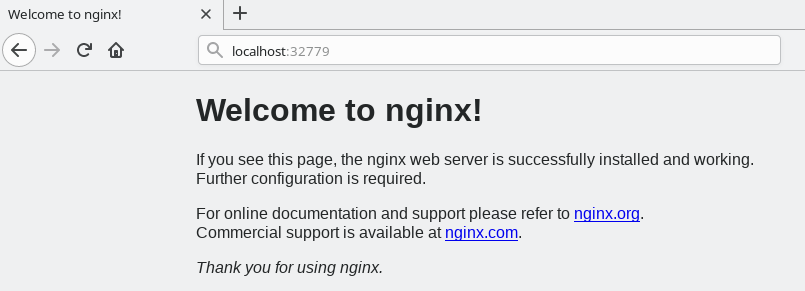 Welcome to nginx!
localhost:32779
Welcome to nginx!
If you see this page, the nginx web server is successfully installed and working.
Further configuration is required.
For online documentation and support please refer to nginx.org.
Commercial support is available at nginx.com.
Thank you for using nginx.